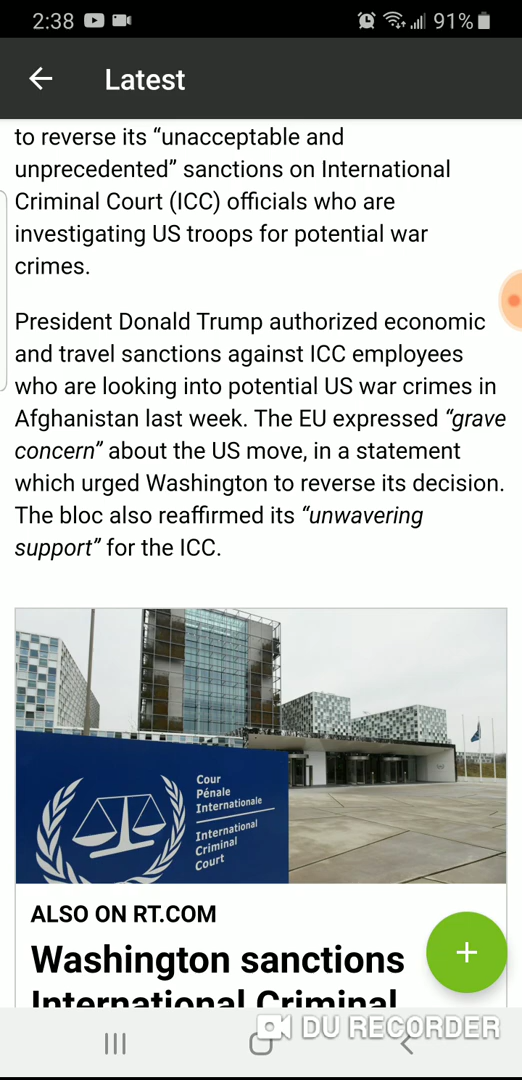 2:38 91%
Latest
to reverse its “unacceptable and
unprecedented” sanctions on International
Criminal Court (ICC) officials who are
investigating US troops for potential war
crimes.
President Donald Trump authorized economic
and travel sanctions against ICC employees
who are looking into potential US war crimes in
Afghanistan last week. The EU expressed “grave
concern” about the US move, in a statement
which urged Washington to reverse its decision.
The bloc also reaffirmed its “unwavering
support” for the ICC.
Cour
Pénale
Internationale
International
Criminal
Court
ALSO ON RT.COM
Washington sanctions
International Criminal
DU RECORDER